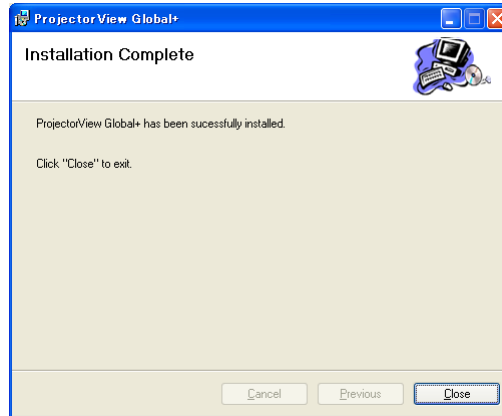 ProjectorView Global+
Installation Complete
ProjectorView Global+ has been sucessfully installed.
Click "Close" to exit.
Cancel Previous Close